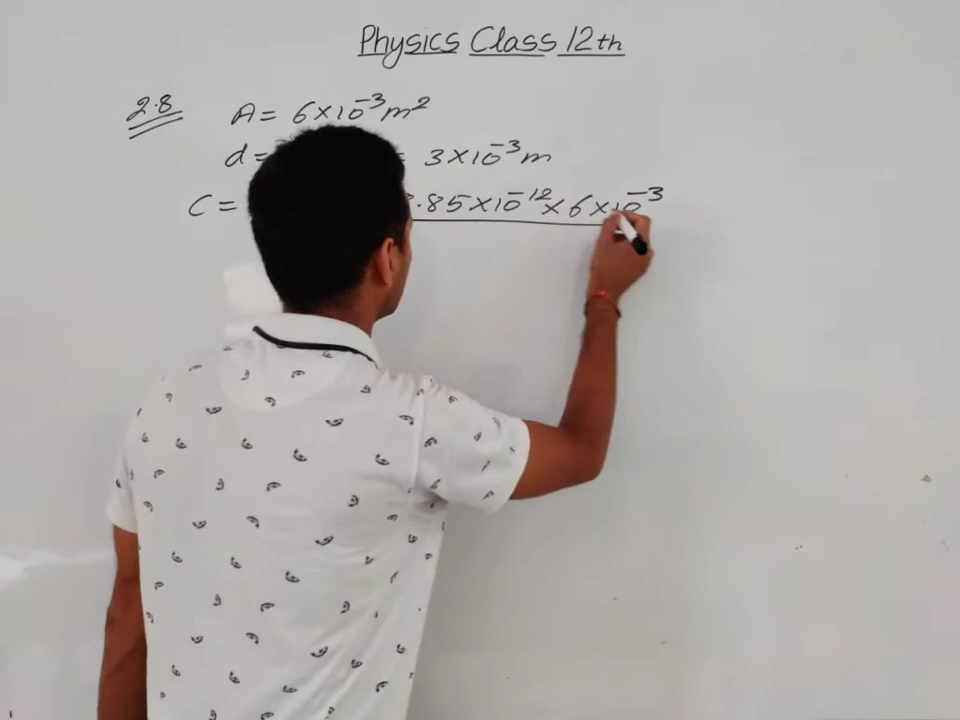 Physics Class 12th
2.8 A = 6×10⁻³m²
d = = 3×10⁻³m
C = .85×10⁻¹²×6×10⁻³